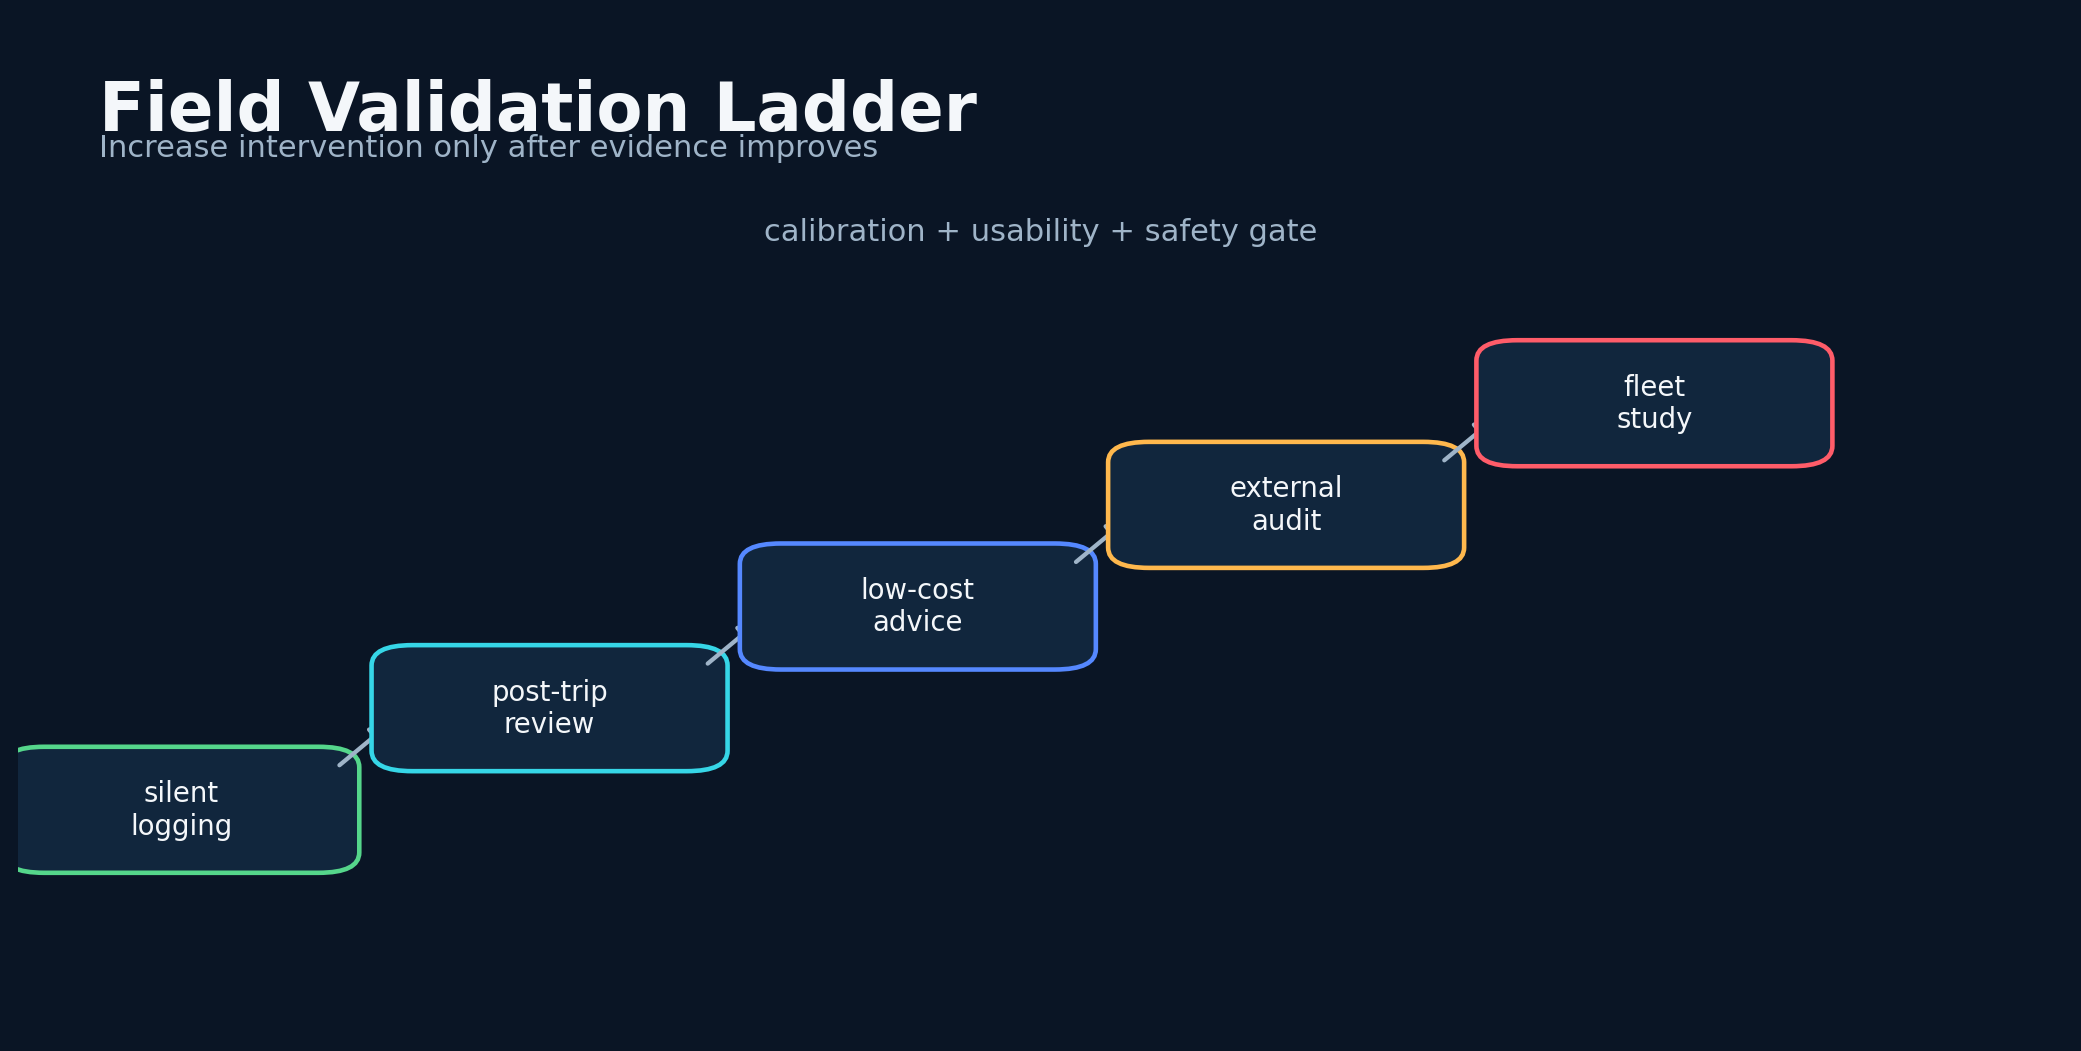 Field Validation Ladder
Increase intervention only after evidence improves
calibration + usability + safety gate
silent
logging
post-trip
review
low-cost
advice
external
audit
fleet
study